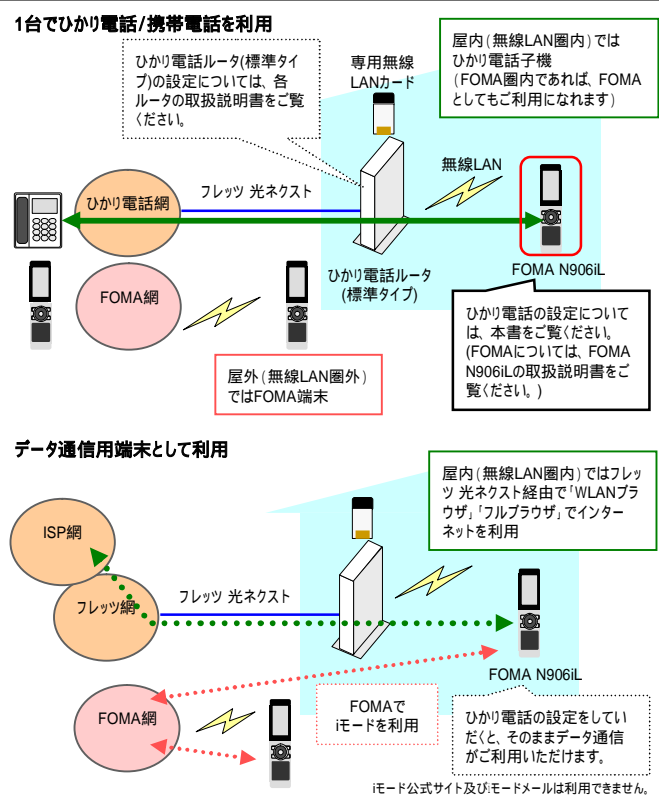 1台でひかり電話/携帯電話を利用
ひかり電話ルータ(標準タイ
プ)の設定については、各
ルータの取扱説明書をご覧
ください。
専用無線
LANカード
屋内(無線LAN圏内)では
ひかり電話子機
(FOMA圏内であれば、FOMA
としてもご利用になれます)
無線LAN
ひかり電話網
フレッツ 光ネクスト
FOMA N906iL
ひかり電話ルータ
(標準タイプ)
FOMA網
ひかり電話の設定について
は、本書をご覧ください。
(FOMAについては、FOMA
N906iLの取扱説明書をご
覧ください。)
屋外(無線LAN圏外)
ではFOMA端末
データ通信用端末として利用
屋内(無線LAN圏内)ではフレッ
ツ 光ネクスト経由で「WLANブラ
ウザ」「フルブラウザ」でインター
ネットを利用
ISP網
フレッツ網
フレッツ 光ネクスト
FOMA N906iL
FOMA網
FOMAで
iモードを利用
ひかり電話の設定をしてい
だくと、そのままデータ通信
がご利用いただけます。
iモード公式サイト及びiモードメールは利用できません。